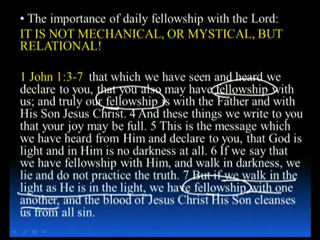 • The importance of daily fellowship with the Lord:
IT IS NOT MECHANICAL, OR MYSTICAL, BUT
RELATIONAL!
1 John 1:3-7 that which we have seen and heard we
declare to you, that you also may have fellowship with
us; and truly our fellowship is with the Father and with
His Son Jesus Christ. 4 And these things we write to you
that your joy may be full. 5 This is the message which
we have heard from Him and declare to you, that God is
light and in Him is no darkness at all. 6 If we say that
we have fellowship with Him, and walk in darkness, we
lie and do not practice the truth. 7 But if we walk in the
light as He is in the light, we have fellowship with one
another, and the blood of Jesus Christ His Son cleanses
us from all sin.